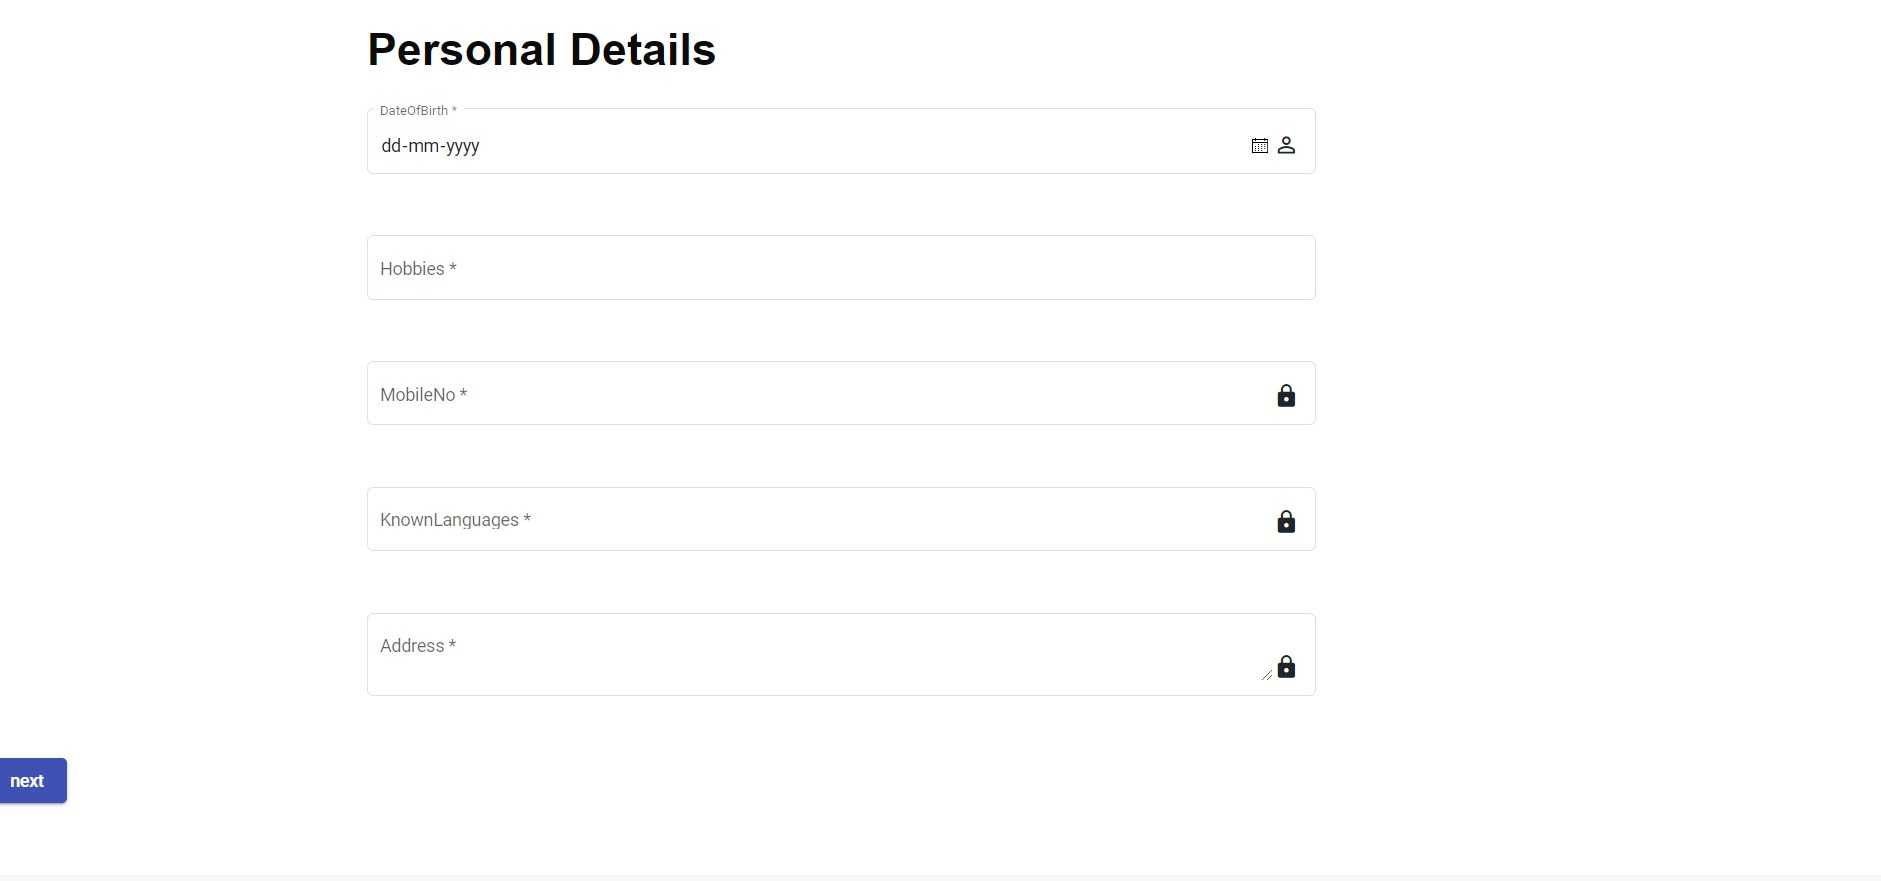 Personal Details
DateOfBirth *
dd-mm-yyyy
Hobbies *
MobileNo *
KnownLanguages *
Address *
next